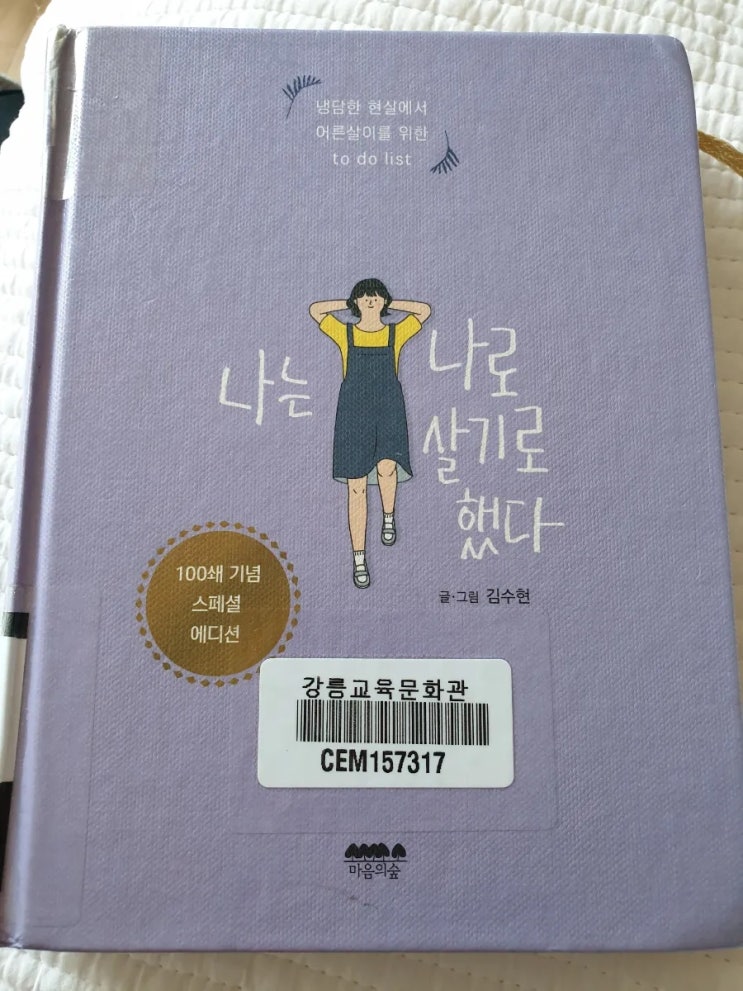 냉담한 현실에서
어른살이를 위한
to do list
나는
나로
살기로
했다
글·그림 김수현
100쇄 기념
스페셜
에디션
강릉교육문화관
CEM157317
마음의숲